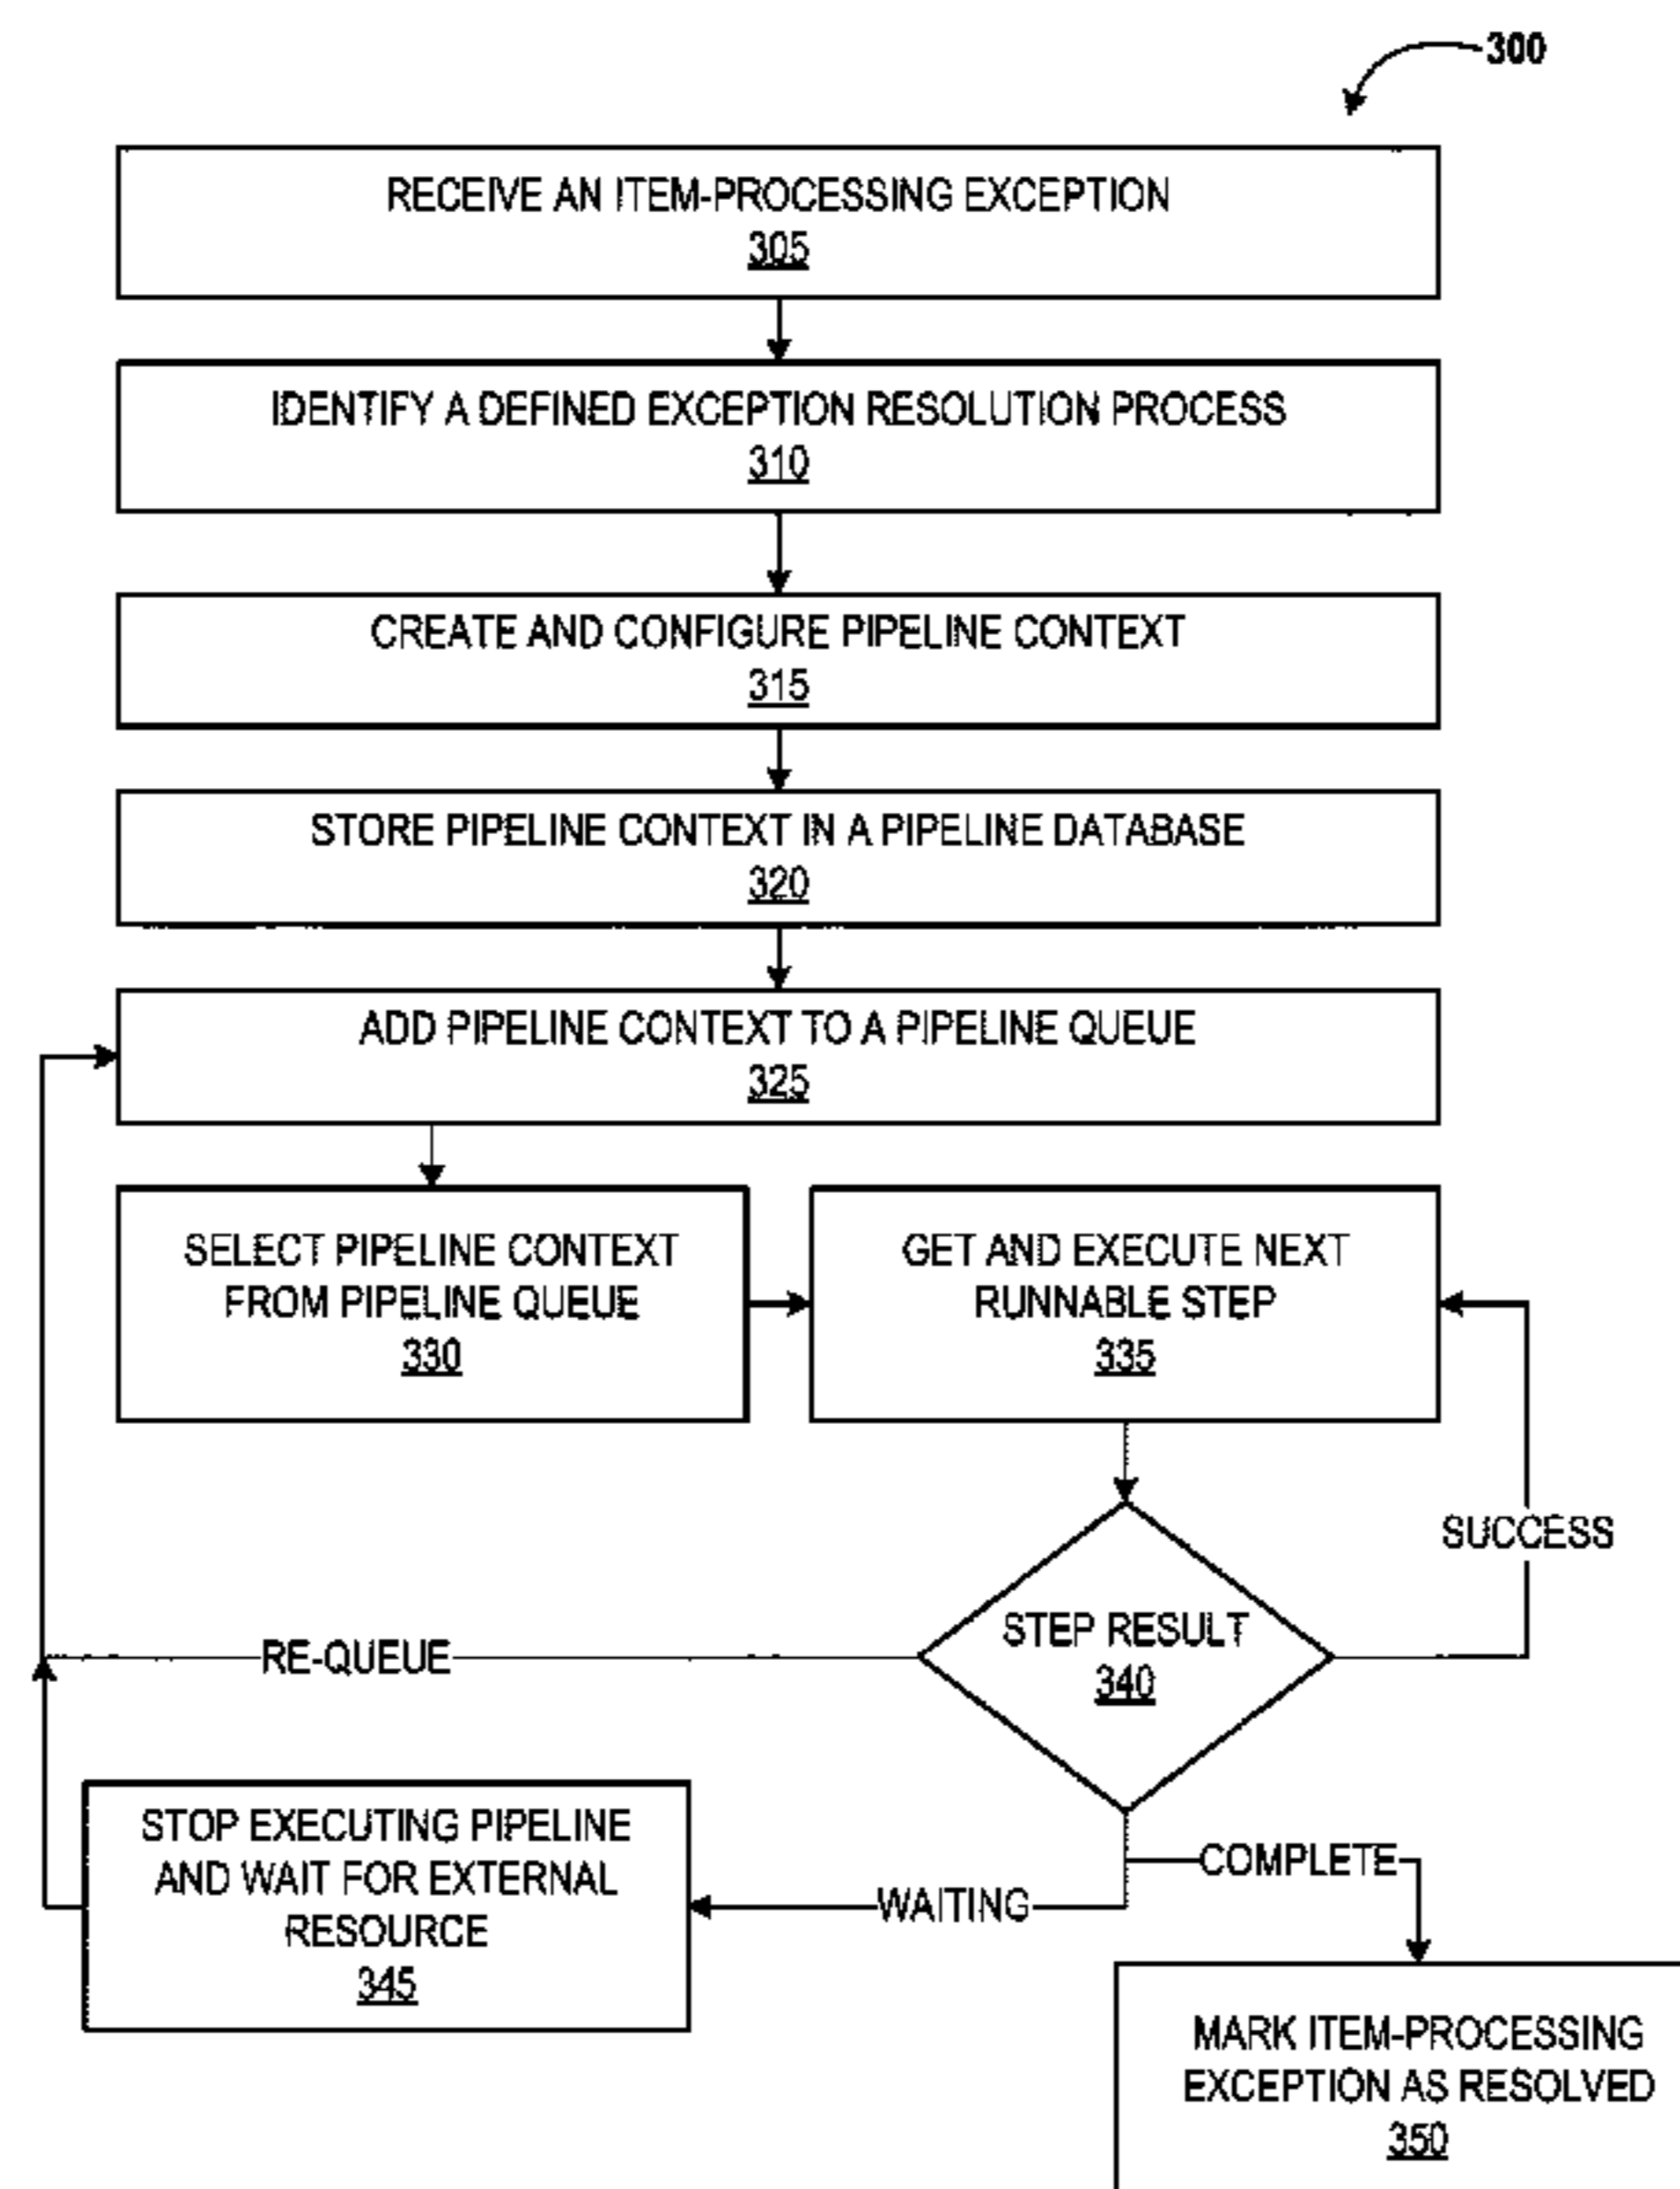 300
RECEIVE AN ITEM-PROCESSING EXCEPTION
305
IDENTIFY A DEFINED EXCEPTION RESOLUTION PROCESS
310
CREATE AND CONFIGURE PIPELINE CONTEXT
315
STORE PIPELINE CONTEXT IN A PIPELINE DATABASE
320
ADD PIPELINE CONTEXT TO A PIPELINE QUEUE
325
SELECT PIPELINE CONTEXT
FROM PIPELINE QUEUE
330
GET AND EXECUTE NEXT
RUNNABLE STEP
335
SUCCESS
STEP RESULT
340
RE-QUEUE
STOP EXECUTING PIPELINE
AND WAIT FOR EXTERNAL
RESOURCE
345
WAITING
COMPLETE
MARK ITEM-PROCESSING
EXCEPTION AS RESOLVED
350